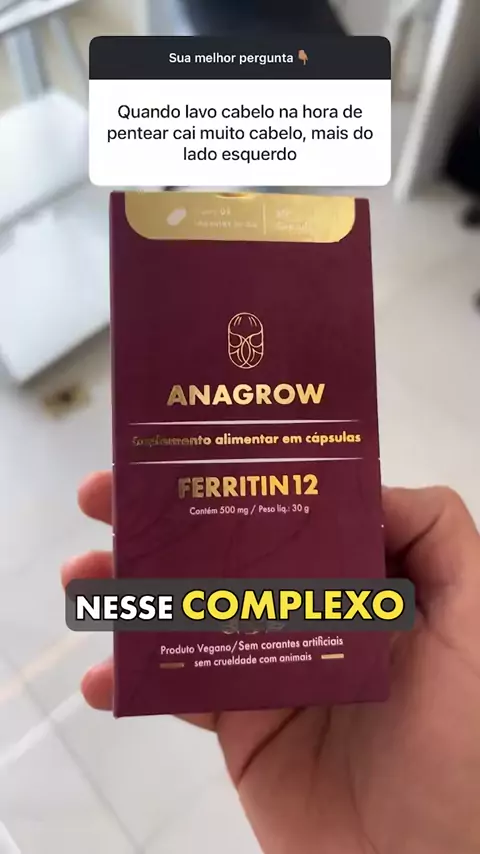 Sua melhor pergunta 👇🏽
Quando lavo cabelo na hora de
pentear cai muito cabelo, mais do
lado esquerdo
ANAGROW
Suplemento alimentar em cápsulas
FERRITIN12
Contém 500 mg / Peso líq.: 30 g
NESSE COMPLEXO
Produto Vegano/Sem corantes artificiais
sem crueldade com animais